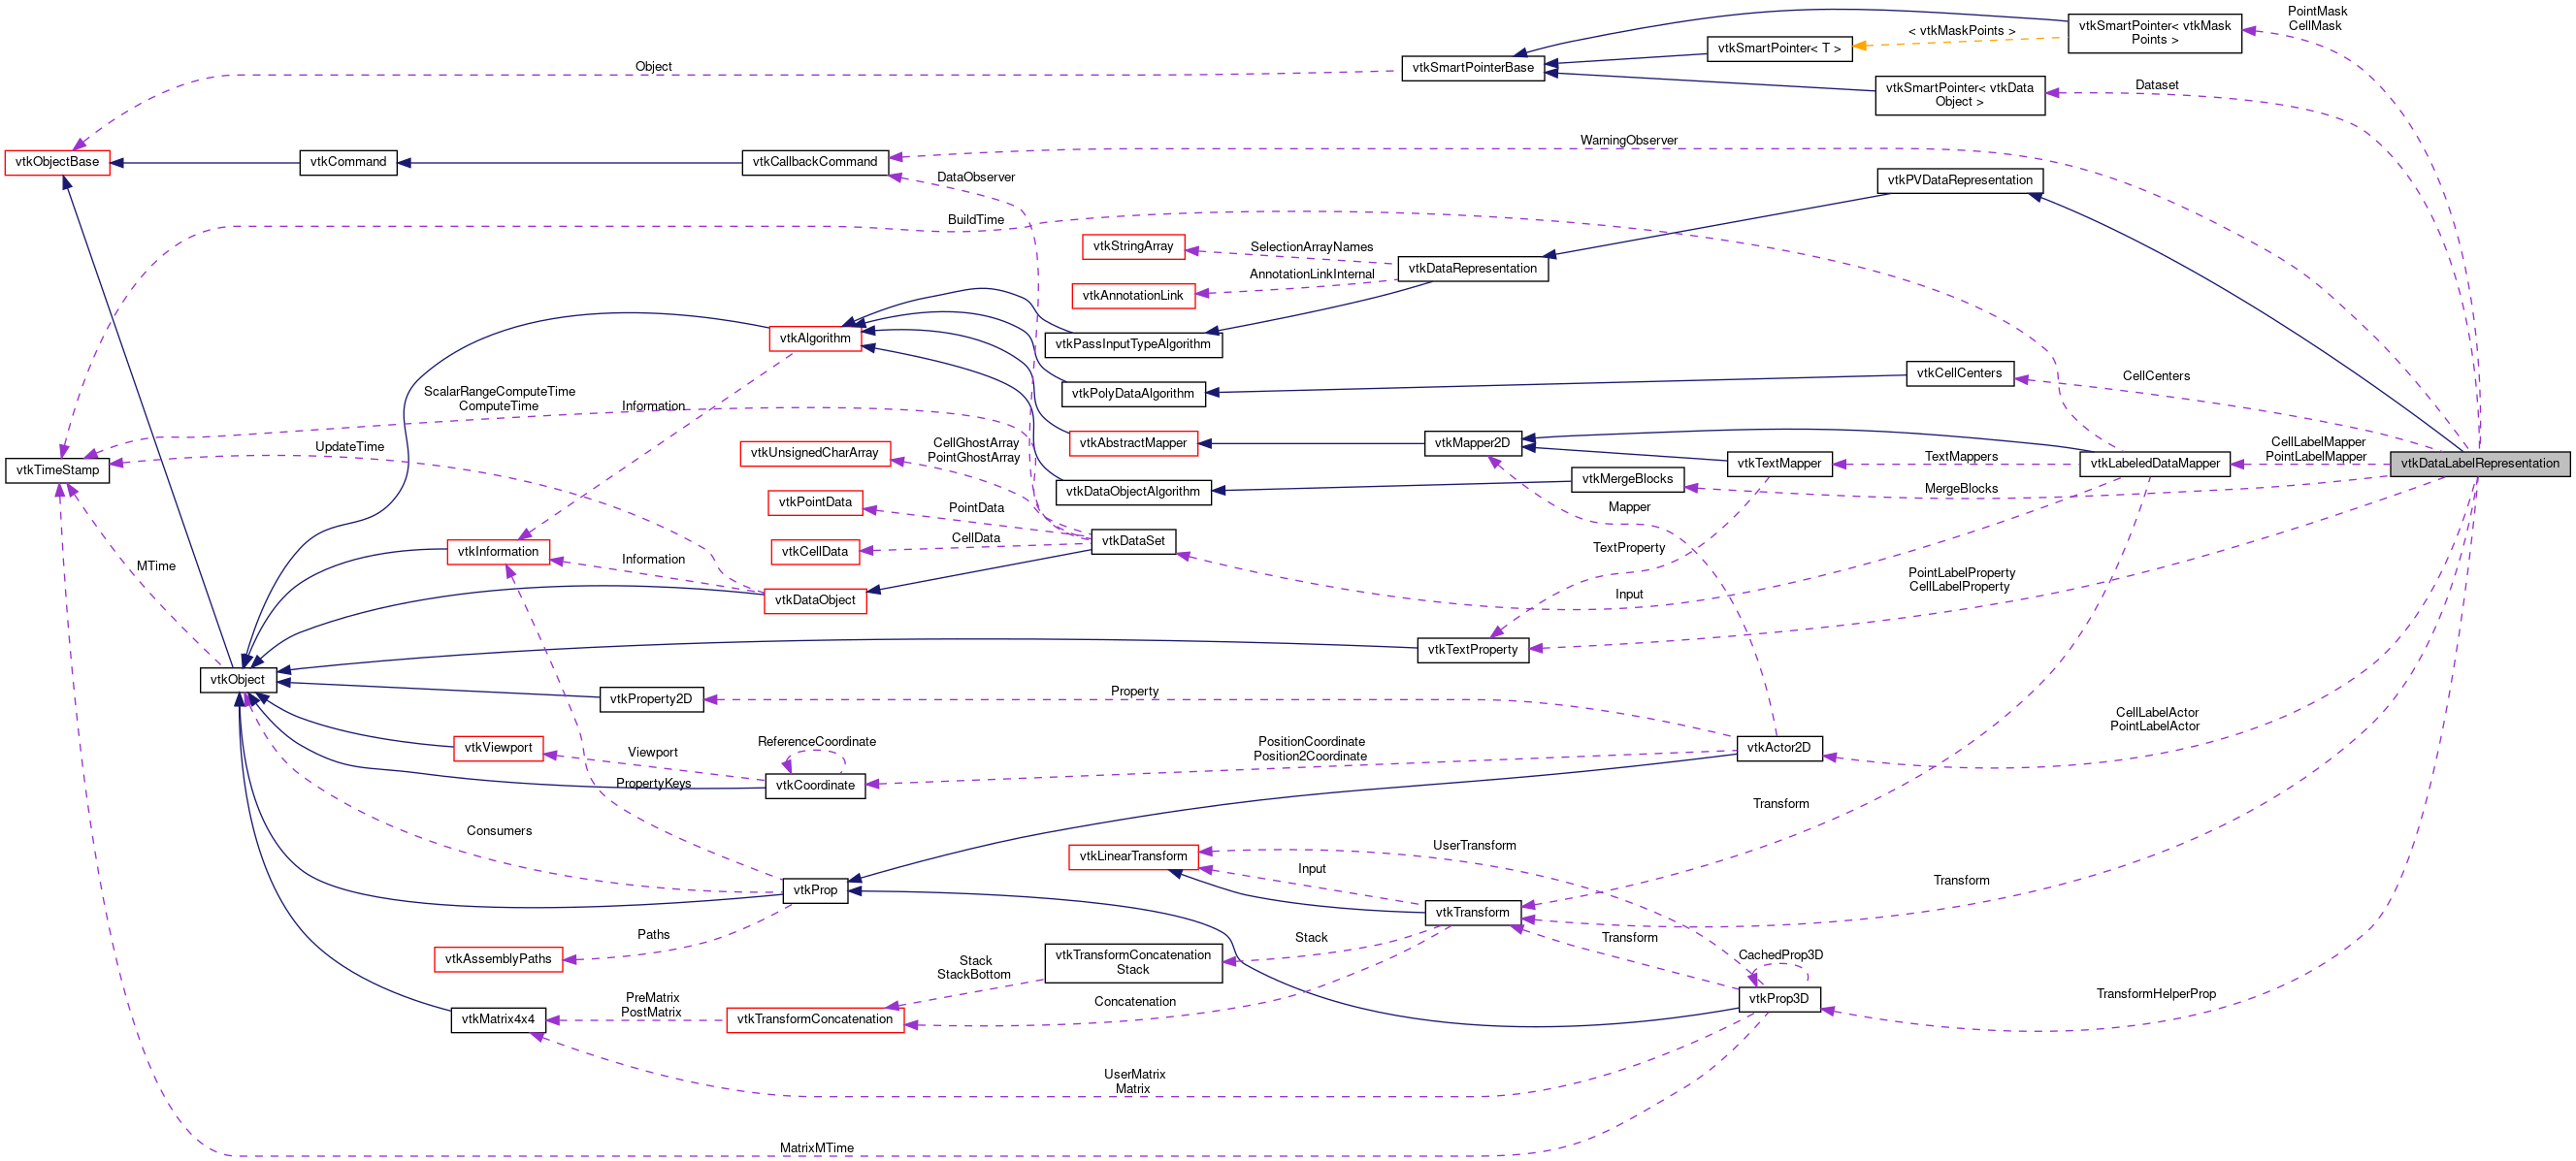 PointMask
CellMask
vtkSmartPointer< vtkMask
Points >
< vtkMaskPoints >
vtkSmartPointer< T >
vtkSmartPointerBase
Object
Dataset
vtkSmartPointer< vtkData
Object >
WarningObserver
vtkObjectBase
vtkCommand
vtkCallbackCommand
DataObserver
vtkPVDataRepresentation
BuildTime
vtkStringArray
SelectionArrayNames
vtkDataRepresentation
AnnotationLinkInternal
vtkAnnotationLink
vtkAlgorithm
vtkPassInputTypeAlgorithm
vtkCellCenters
CellCenters
vtkPolyDataAlgorithm
ScalarRangeComputeTime
ComputeTime
Information
UpdateTime
vtkUnsignedCharArray
CellGhostArray
PointGhostArray
vtkAbstractMapper
vtkMapper2D
vtkTextMapper
TextMappers
vtkLabeledDataMapper
CellLabelMapper
PointLabelMapper
vtkDataLabelRepresentation
vtkTimeStamp
vtkDataObjectAlgorithm
vtkMergeBlocks
MergeBlocks
vtkPointData
PointData
Mapper
vtkCellData
CellData
vtkDataSet
TextProperty
vtkInformation
Information
MTime
vtkDataObject
Input
PointLabelProperty
CellLabelProperty
vtkTextProperty
vtkObject
vtkProperty2D
Property
CellLabelActor
PointLabelActor
vtkViewport
Viewport
ReferenceCoordinate
PositionCoordinate
Position2Coordinate
vtkActor2D
vtkCoordinate
PropertyKeys
Transform
Consumers
UserTransform
vtkLinearTransform
Input
Transform
vtkProp
vtkTransform
Paths
Stack
Transform
vtkAssemblyPaths
Stack
StackBottom
vtkTransformConcatenation
Stack
CachedProp3D
vtkProp3D
TransformHelperProp
PreMatrix
PostMatrix
Concatenation
vtkMatrix4x4
vtkTransformConcatenation
UserMatrix
Matrix
MatrixMTime